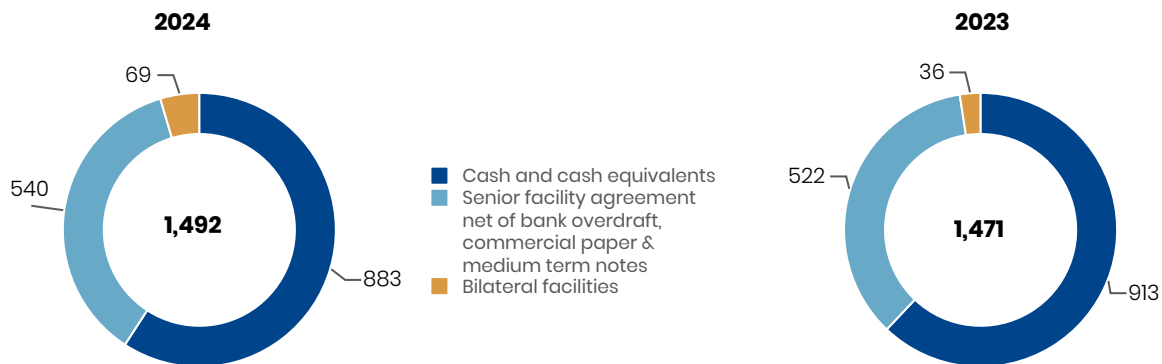 2024
69
540
1,492
883
Cash and cash equivalents
Senior facility agreement
net of bank overdraft,
commercial paper &
medium term notes
Bilateral facilities
2023
36
522
1,471
913